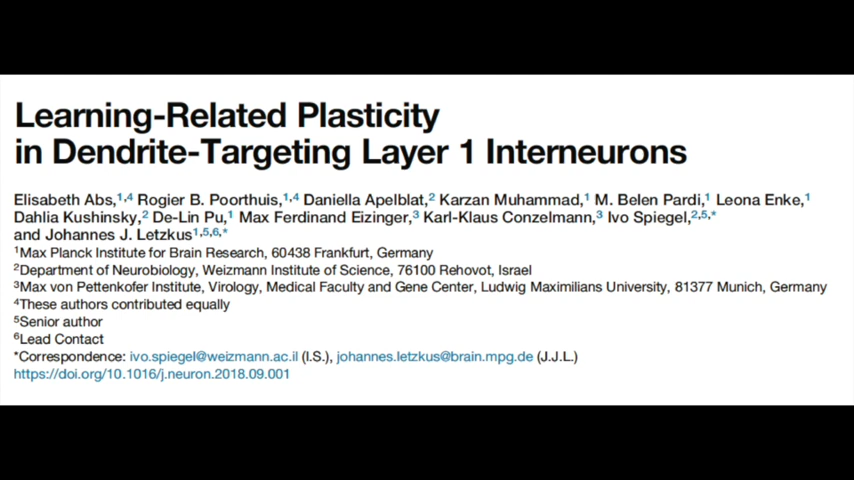 Learning-Related Plasticity
in Dendrite-Targeting Layer 1 Interneurons
Elisabeth Abs,1,4 Rogier B. Poorthuis,1,4 Daniella Apelblat,2 Karzan Muhammad,1 M. Belen Pardi,1 Leona Enke,1
Dahlia Kushinsky,2 De-Lin Pu,1 Max Ferdinand Eizinger,3 Karl-Klaus Conzelmann,3 Ivo Spiegel,2,5,*
and Johannes J. Letzkus1,5,6,*
1Max Planck Institute for Brain Research, 60438 Frankfurt, Germany
2Department of Neurobiology, Weizmann Institute of Science, 76100 Rehovot, Israel
3Max von Pettenkofer Institute, Virology, Medical Faculty and Gene Center, Ludwig Maximilians University, 81377 Munich, Germany
4These authors contributed equally
5Senior author
6Lead Contact
*Correspondence: ivo.spiegel@weizmann.ac.il (I.S.), johannes.letzkus@brain.mpg.de (J.J.L.)
https://doi.org/10.1016/j.neuron.2018.09.001